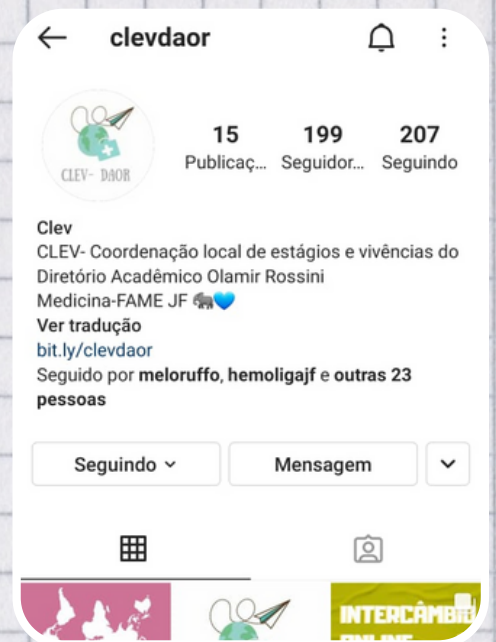 clevdaor
CLEV- DAOR
15
199
207
Publicaç...
Seguidor...
Seguindo
Clev
CLEV- Coordenação local de estágios e vivências do
Diretório Acadêmico Olamir Rossini
Medicina-FAME JF 🐘💙
Ver tradução
bit.ly/clevdaor
Seguido por meloruffo, hemoligajf e outras 23
pessoas
Seguindo
Mensagem
INTERCÂMBIO
ONLINE